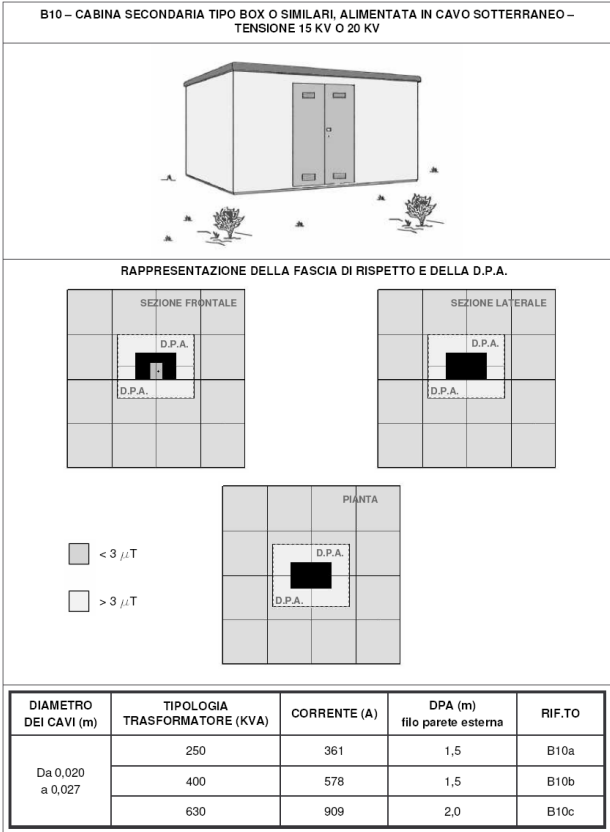 B10 – CABINA SECONDARIA TIPO BOX O SIMILARI, ALIMENTATA IN CAVO SOTTERRANEO –
TENSIONE 15 KV O 20 KV
RAPPRESENTAZIONE DELLA FASCIA DI RISPETTO E DELLA D.P.A.
SEZIONE FRONTALE
D.P.A.
D.P.A.
SEZIONE LATERALE
D.P.A.
D.P.A.
PIANTA
D.P.A.
D.P.A.
< 3 µT
> 3 µT
DIAMETRO
DEI CAVI (m)
TIPOLOGIA
TRASFORMATORE (KVA)
CORRENTE (A)
DPA (m)
filo parete esterna
RIF.TO
Da 0,020
a 0,027
250 361 1,5 B10a
400 578 1,5 B10b
630 909 2,0 B10c